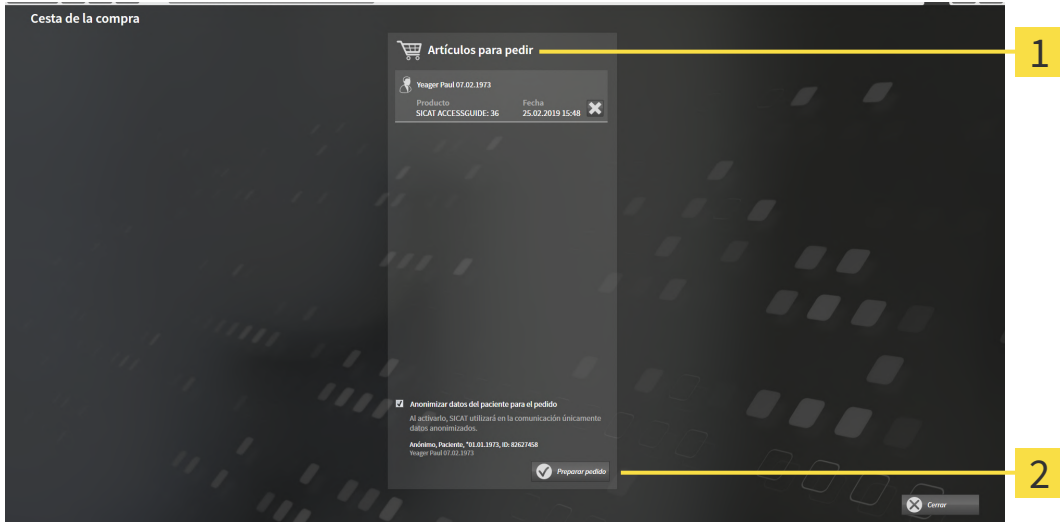 Cesta de la compra
Artículos para pedir
1
Yeager Paul 07.02.1973
Producto Fecha
SICAT ACCESSGUIDE: 36 25.02.2019 15:48
Anonimizar datos del paciente para el pedido
Al activarlo, SICAT utilizará en la comunicación únicamente
datos anonimizados.
Anónimo, Paciente, *01.01.1973, ID: 82627458
Yeager Paul 07.02.1973
Preparar pedido
2
Cerrar